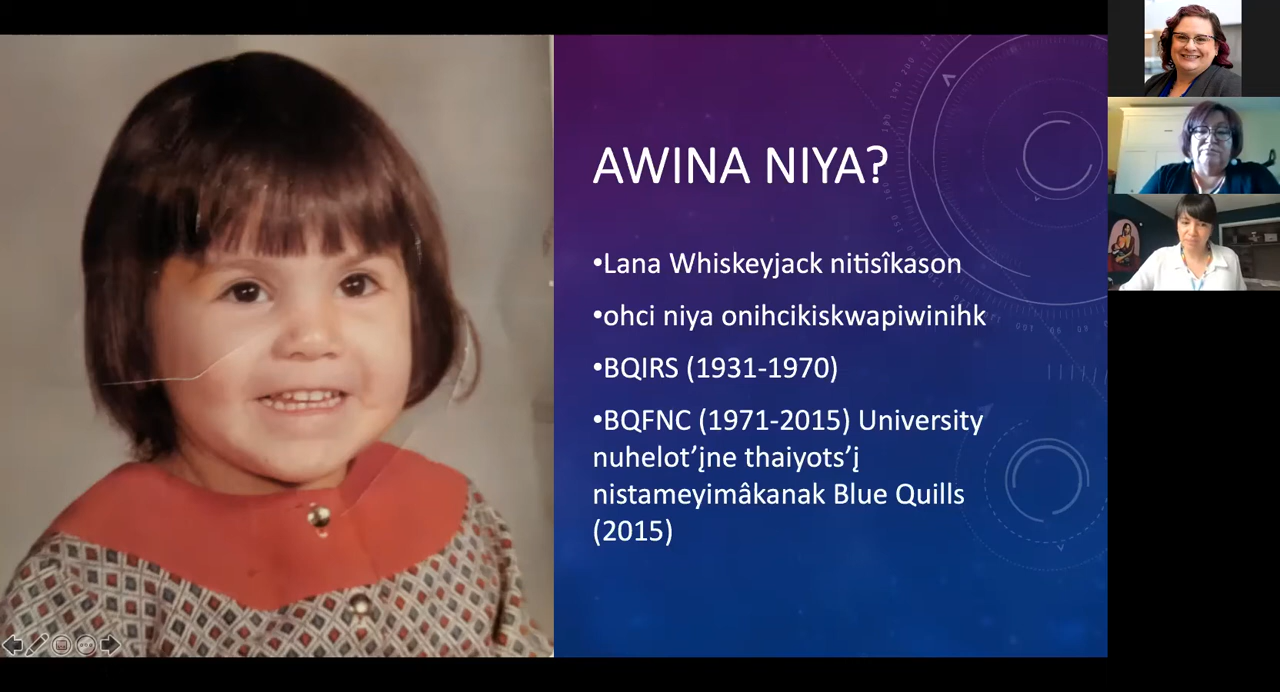 AWINA NIYA?
•Lana Whiskeyjack nitisîkason
•ohci niya onihcikiskwapiwinihk
•BQIRS (1931-1970)
•BQFNC (1971-2015) University
nuhelot’įne thaiyots’į
nistameyimâkanak Blue Quills
(2015)